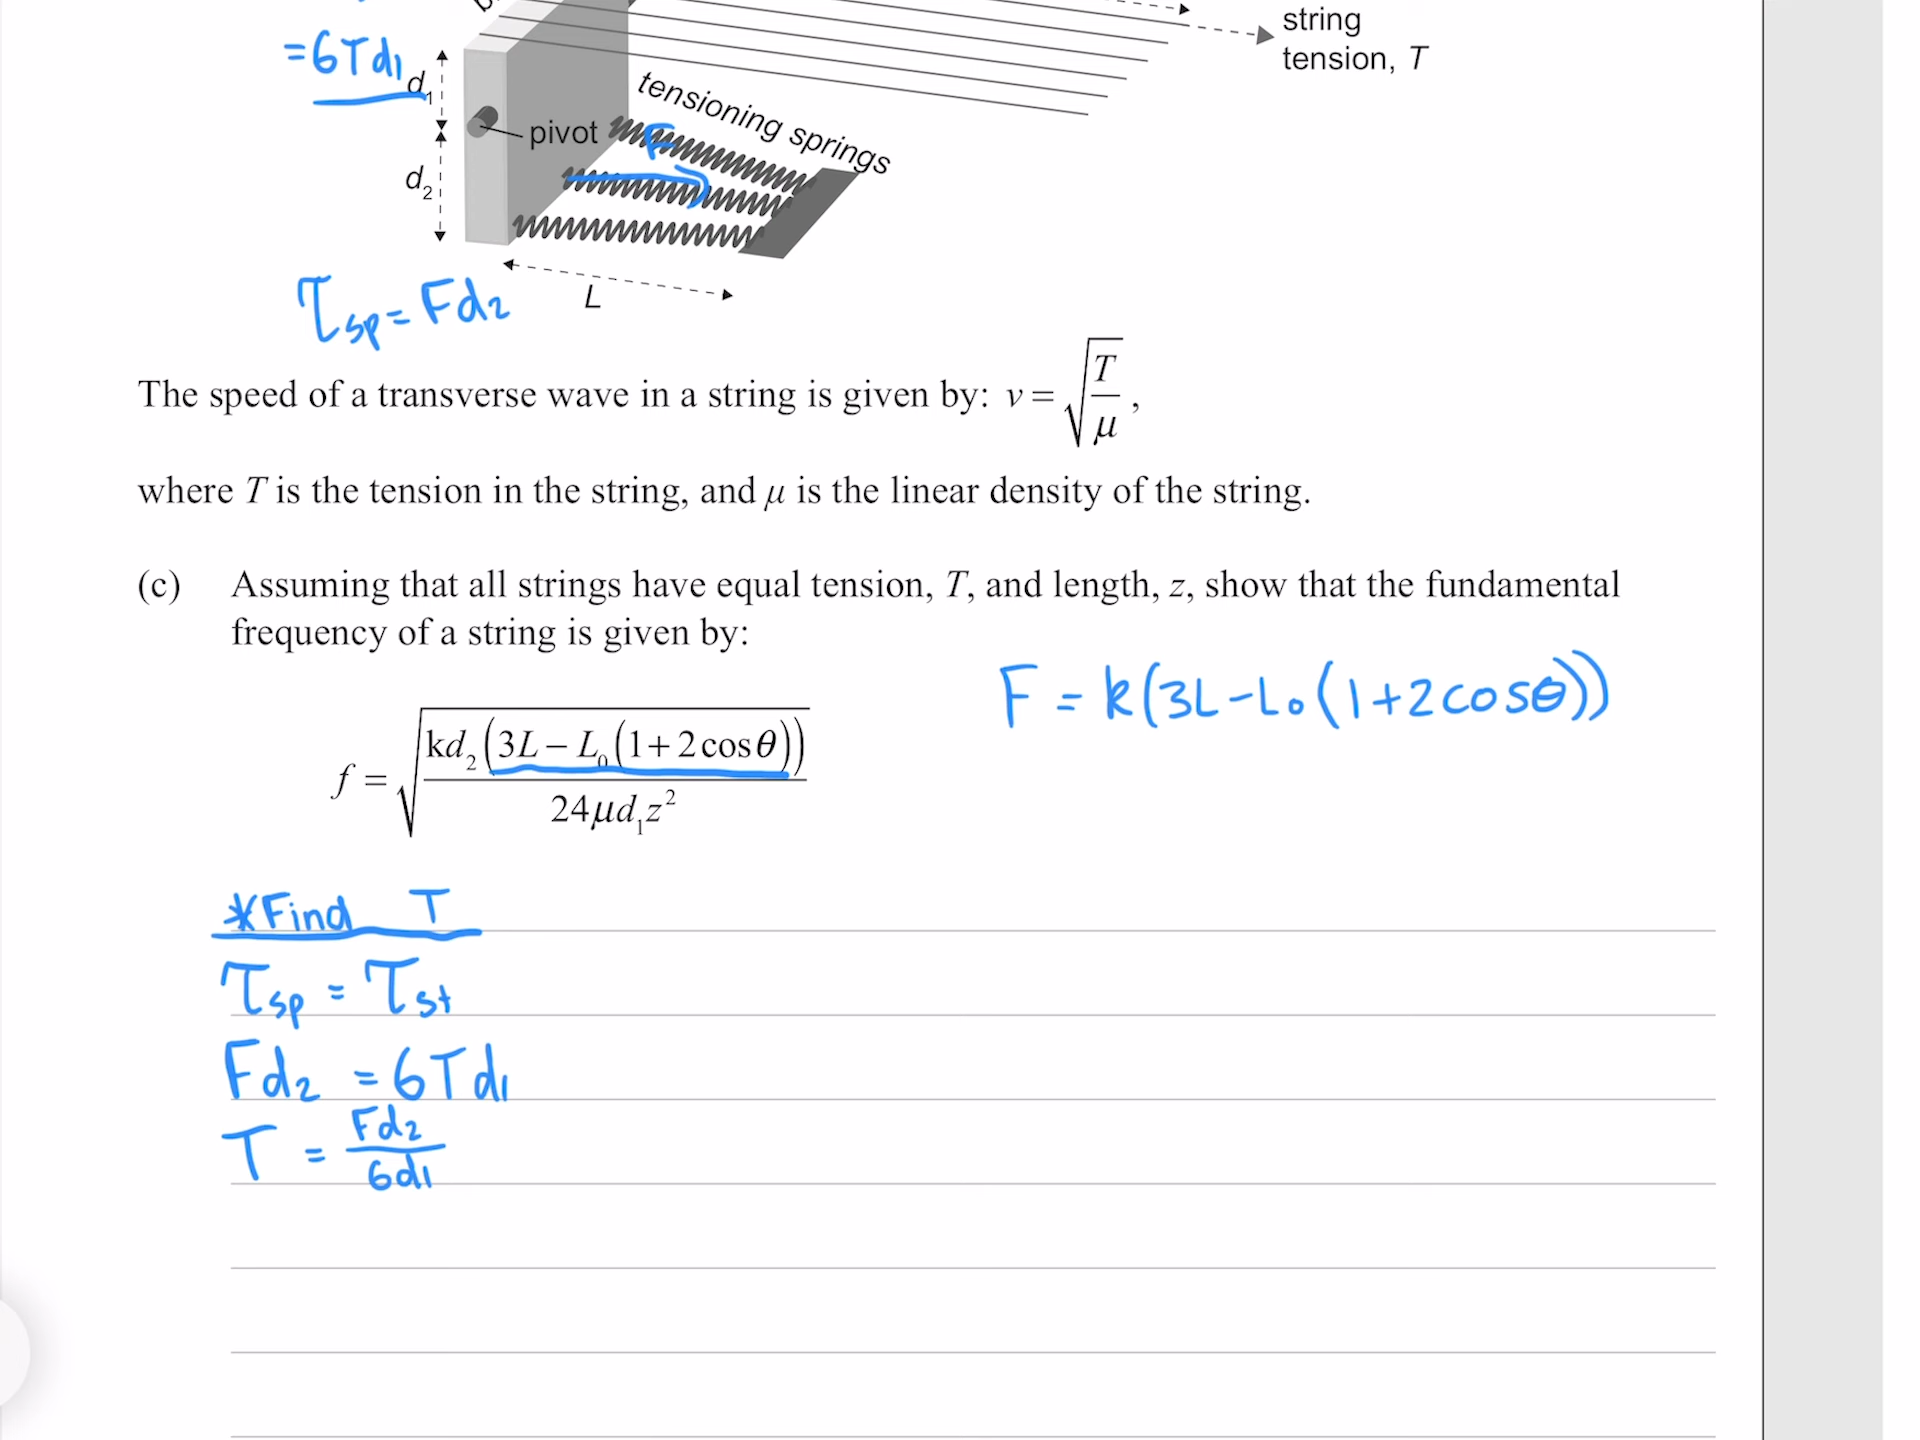 string
tension, T
= 6Td₁
d₁
tensioning springs
pivot
F
d₂
L
τsp = Fd₂
The speed of a transverse wave in a string is given by: v = √(T/μ),
where T is the tension in the string, and μ is the linear density of the string.
(c) Assuming that all strings have equal tension, T, and length, z, show that the fundamental
frequency of a string is given by:
F = k(3L-L₀(1+2cosθ))
f = √(kd₂(3L – L₀(1+2cosθ))/24μd₁z²)
*Find T
τsp = τst
Fd₂ = 6Td₁
T = Fd₂/6d₁